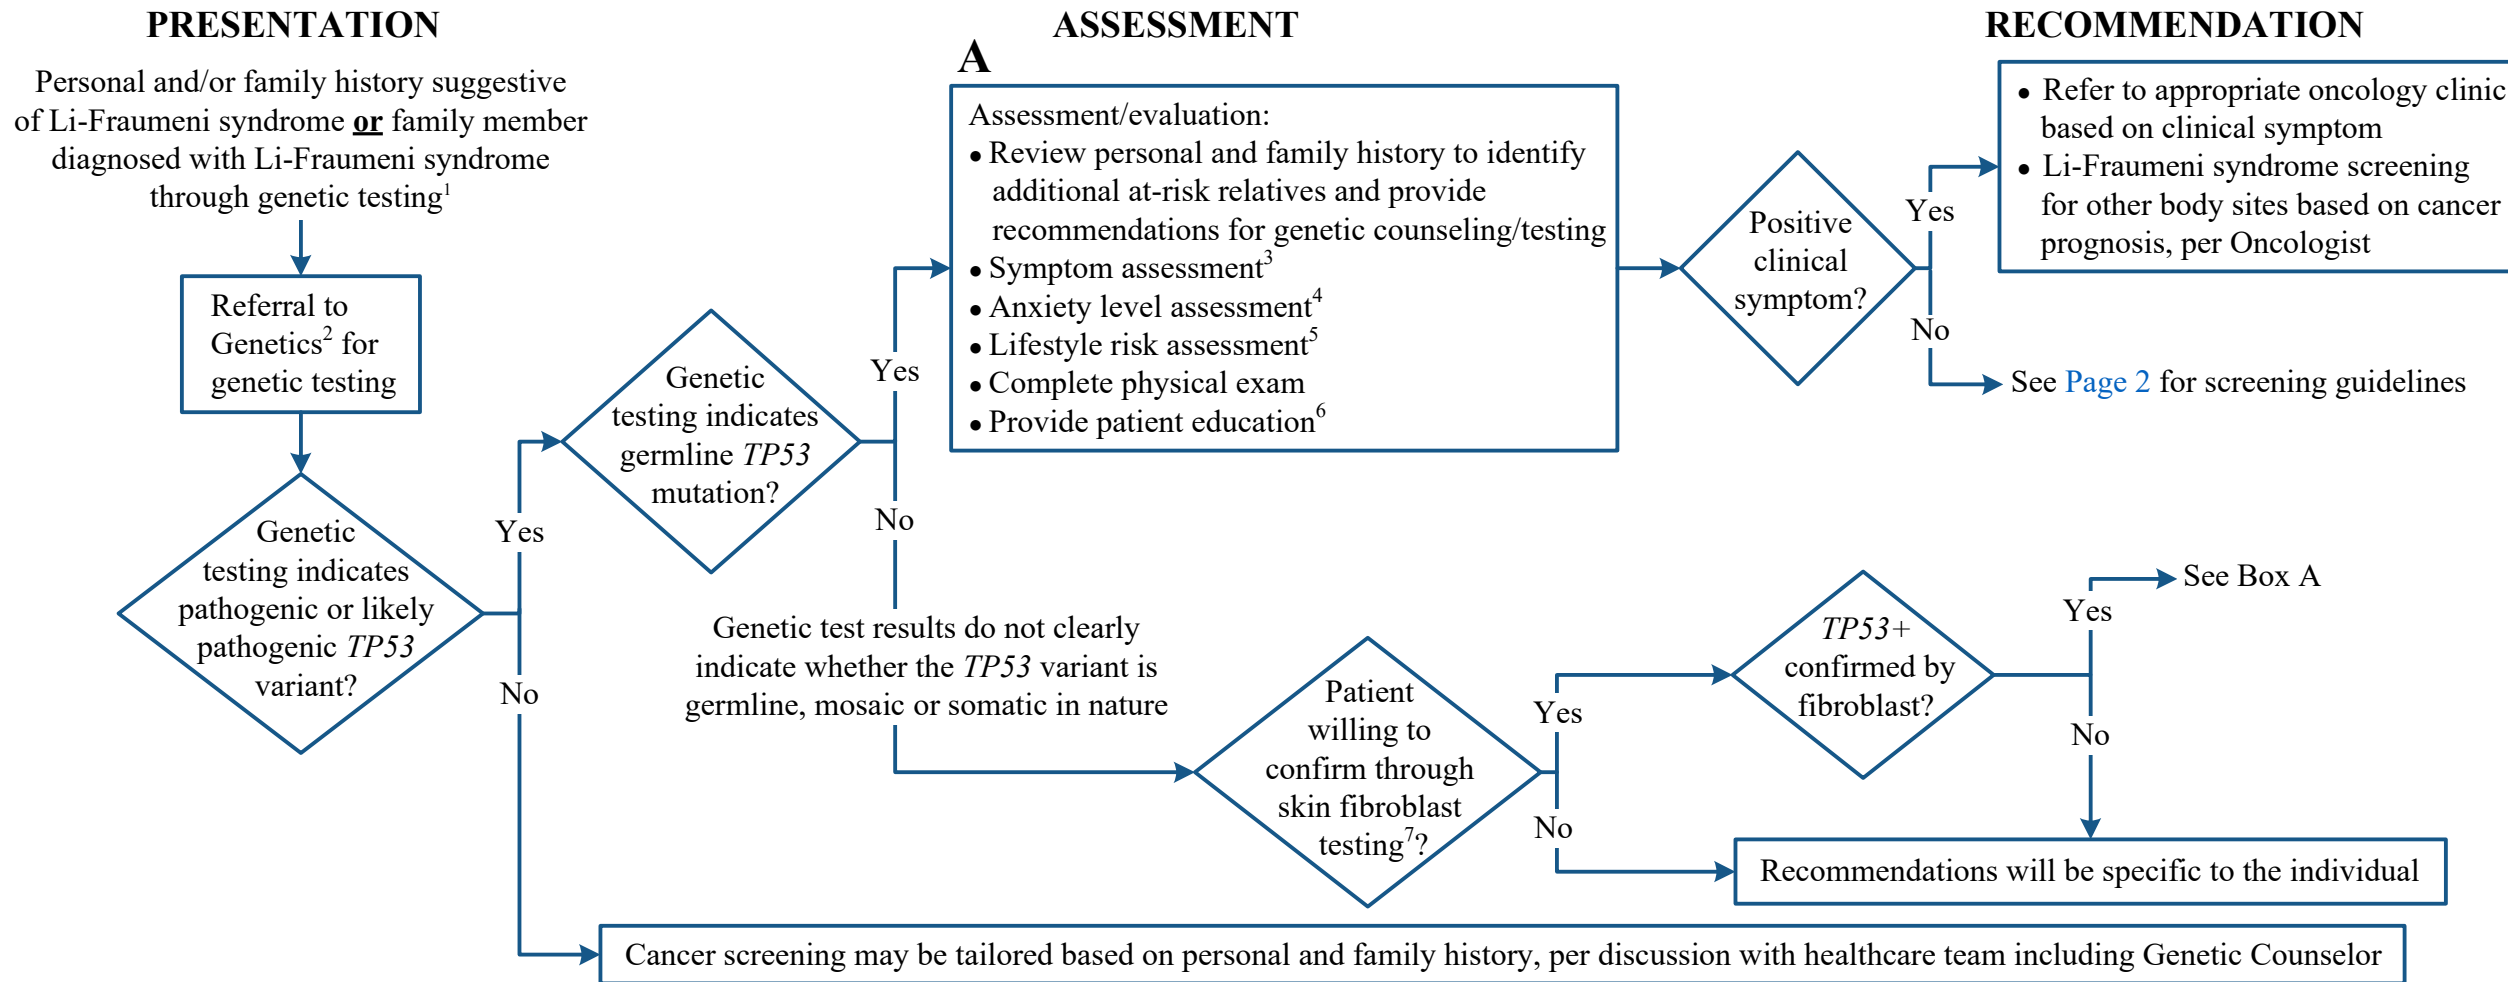 PRESENTATION
Personal and/or family history suggestive
of Li-Fraumeni syndrome or family member
diagnosed with Li-Fraumeni syndrome
through genetic testing1
Referral to
Genetics2 for
genetic testing
Genetic
testing indicates
pathogenic or likely
pathogenic TP53
variant?
Yes
No
Genetic
testing indicates
germline TP53
mutation?
Yes
No
Genetic test results do not clearly
indicate whether the TP53 variant is
germline, mosaic or somatic in nature
ASSESSMENT
A
Assessment/evaluation:
● Review personal and family history to identify
additional at-risk relatives and provide
recommendations for genetic counseling/testing
● Symptom assessment3
● Anxiety level assessment4
● Lifestyle risk assessment5
● Complete physical exam
● Provide patient education6
Positive
clinical
symptom?
Yes
No
RECOMMENDATION
● Refer to appropriate oncology clinic
based on clinical symptom
● Li-Fraumeni syndrome screening
for other body sites based on cancer
prognosis, per Oncologist
See Page 2 for screening guidelines
Patient
willing to
confirm through
skin fibroblast
testing7?
Yes
No
TP53+
confirmed by
fibroblast?
Yes
No
See Box A
Recommendations will be specific to the individual
Cancer screening may be tailored based on personal and family history, per discussion with healthcare team including Genetic Counselor